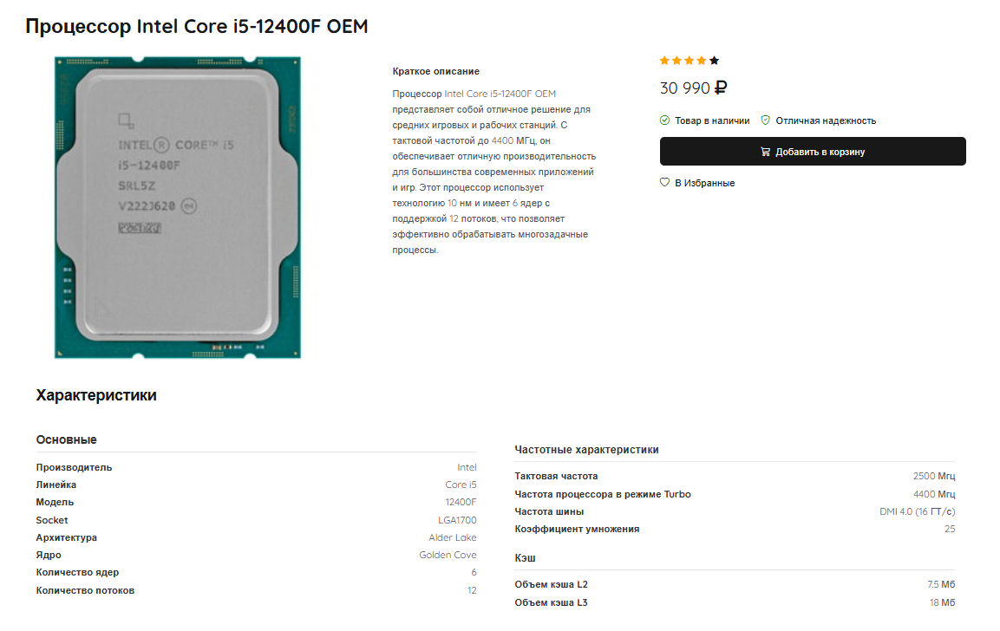 Процессор Intel Core i5-12400F OEM
INTEL(R) CORE™ i5
i5-12400F
SRL5Z
V222J620 e4
Краткое описание
Процессор Intel Core i5-12400F OEM
представляет собой отличное решение для
средних игровых и рабочих станций. С
тактовой частотой до 4400 МГц, он
обеспечивает отличную производительность
для большинства современных приложений
и игр. Этот процессор использует
технологию 10 нм и имеет 6 ядер с
поддержкой 12 потоков, что позволяет
эффективно обрабатывать многозадачные
процессы.
30 990 ₽
Товар в наличии Отличная надежность
Добавить в корзину
В Избранные
Характеристики
Основные
Производитель Intel
Линейка Core i5
Модель 12400F
Socket LGA1700
Архитектура Alder Lake
Ядро Golden Cove
Количество ядер 6
Количество потоков 12
Частотные характеристики
Тактовая частота 2500 Мгц
Частота процессора в режиме Turbo 4400 Мгц
Частота шины DMI 4.0 (16 ГТ/с)
Коэффициент умножения 25
Кэш
Объем кэша L2 7.5 Мб
Объем кэша L3 18 Мб